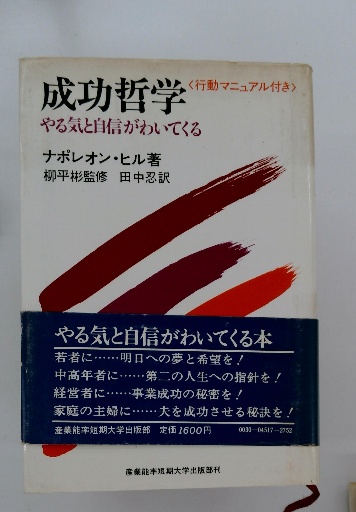 成功哲学〈行動マニュアル付き〉
やる気と自信がわいてくる
ナポレオン・ヒル著
柳平彬監修 田中忍訳
やる気と自信がわいてくる本
若者に……明日への夢と希望を!
中高年者に……第二の人生への指針を!
経営者に……事業成功の秘密を!
家庭の主婦に……夫を成功させる秘訣を!
産業能率短期大学出版部 定価1600円 0030—04517—2752
産業能率短期大学出版部刊